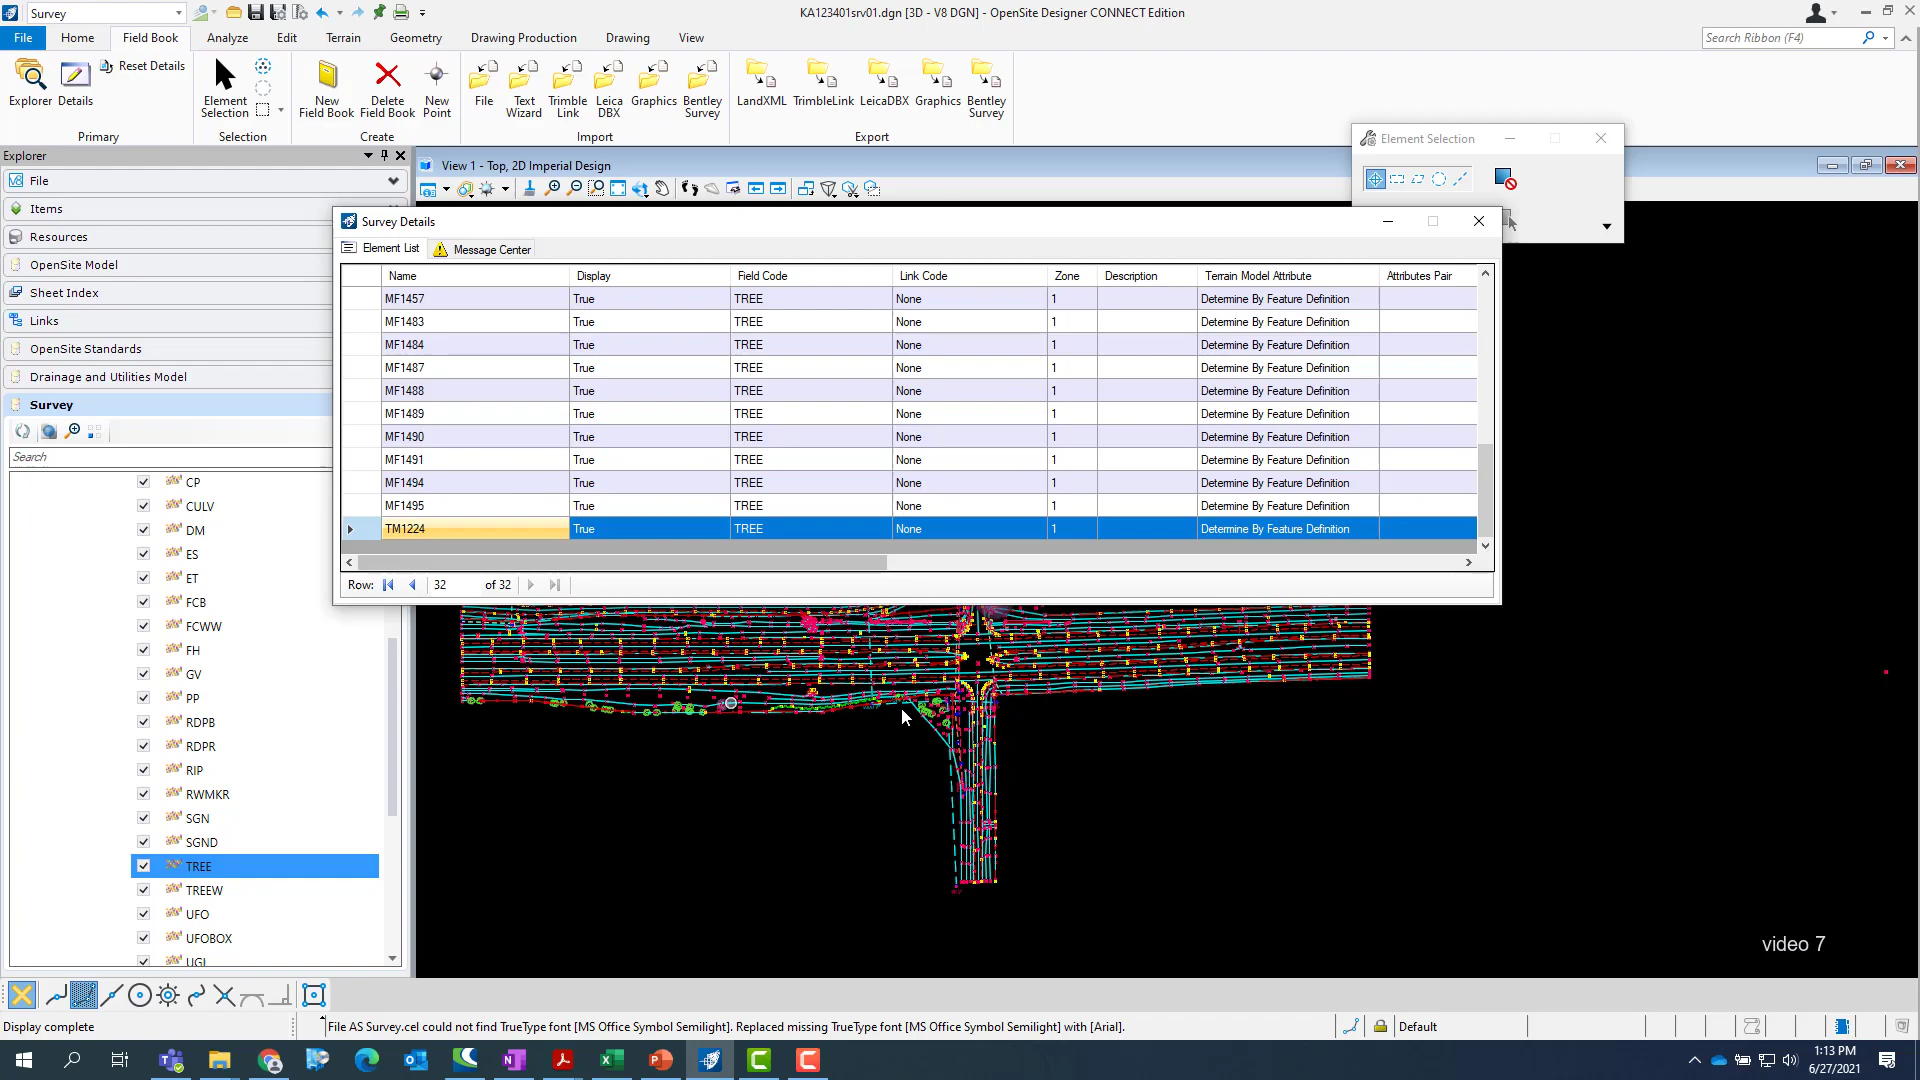 Survey
KA123401srv01.dgn [3D - V8 DGN] - OpenSite Designer CONNECT Edition
File Home Field Book Analyze Edit Terrain Geometry Drawing Production Drawing View
Search Ribbon (F4)
Explorer
Details
Reset Details
Primary
Element Selection
Selection
New Field Book
Delete Field Book
New Point
Create
File
Text Wizard
Trimble Link
Leica DBX
Graphics
Bentley Survey
Import
LandXML
TrimbleLink
LeicaDBX
Graphics
Bentley Survey
Export
Element Selection
Explorer
File
Items
Resources
OpenSite Model
Sheet Index
Links
OpenSite Standards
Drainage and Utilities Model
Survey
Search
CP
CULV
DM
ES
ET
FCB
FCWW
FH
GV
PP
RDPB
RDPR
RIP
RWMKR
SGN
SGND
TREE
TREEW
UFO
UFOBOX
UGL
View 1 - Top, 2D Imperial Design
Survey Details
Element List Message Center
Name Display Field Code Link Code Zone Description Terrain Model Attribute Attributes Pair
MF1457 True TREE None 1 Determine By Feature Definition
MF1483 True TREE None 1 Determine By Feature Definition
MF1484 True TREE None 1 Determine By Feature Definition
MF1487 True TREE None 1 Determine By Feature Definition
MF1488 True TREE None 1 Determine By Feature Definition
MF1489 True TREE None 1 Determine By Feature Definition
MF1490 True TREE None 1 Determine By Feature Definition
MF1491 True TREE None 1 Determine By Feature Definition
MF1494 True TREE None 1 Determine By Feature Definition
MF1495 True TREE None 1 Determine By Feature Definition
TM1224 True TREE None 1 Determine By Feature Definition
Row: 32 of 32
video 7
Display complete
File AS Survey.cel could not find TrueType font [MS Office Symbol Semilight]. Replaced missing TrueType font [MS Office Symbol Semilight] with [Arial].
Default
1:13 PM
6/27/2021